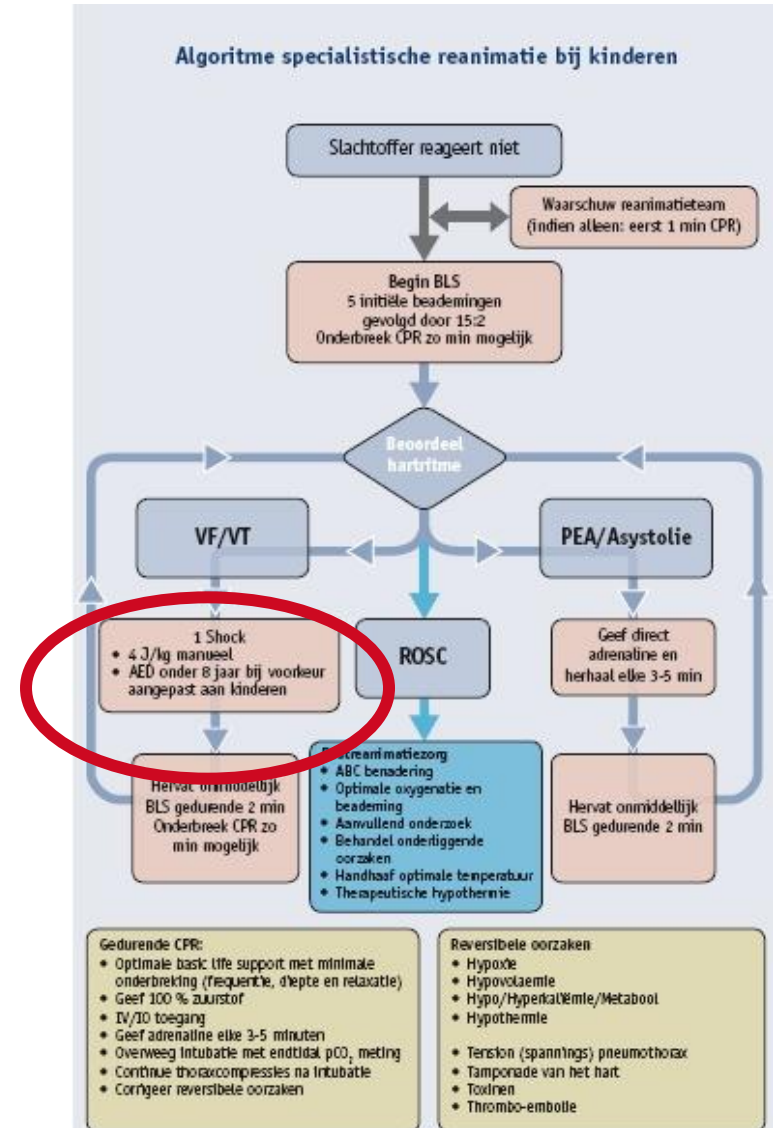 Algoritme specialistische reanimatie bij kinderen
Slachtoffer reageert niet
Waarschuw reanimatieteam
(indien alleen: eerst 1 min CPR)
Begin BLS
5 initiële beademingen
gevolgd door 15:2
Onderbreek CPR zo min mogelijk
Beoordeel
hartritme
VF/VT
PEA/Asystolie
1 Shock
• 4 J/kg manueel
• AED onder 8 jaar bij voorkeur
aangepast aan kinderen
ROSC
Geef direct
adrenaline en
herhaal elke 3-5 min
Hervat onmiddellijk
BLS gedurende 2 min
Onderbreek CPR zo
min mogelijk
• ABC benadering
• Optimale oxygenatie en
beademing
• Aanvullend onderzoek
• Behandel onderliggende
oorzaken
• Handhaaf optimale temperatuur
• Therapeutische hypothermie
Hervat onmiddellijk
BLS gedurende 2 min
Gedurende CPR:
• Optimale basic life support met minimale
onderbreking (frequentie, diepte en relaxatie)
• Geef 100 % zuurstof
• IV/IO toegang
• Geef adrenaline elke 3-5 minuten
• Overweeg intubatie met endtidal pCO₂ meting
• Continue thoraxcompressies na intubatie
• Corrigeer reversibele oorzaken
Reversibele oorzaken
• Hypoxie
• Hypovolaemie
• Hypo/Hyperkaliëmie/Metabool
• Hypothermie
• Tension (spannings) pneumothorax
• Tamponade van het hart
• Toxinen
• Thrombo-embolie